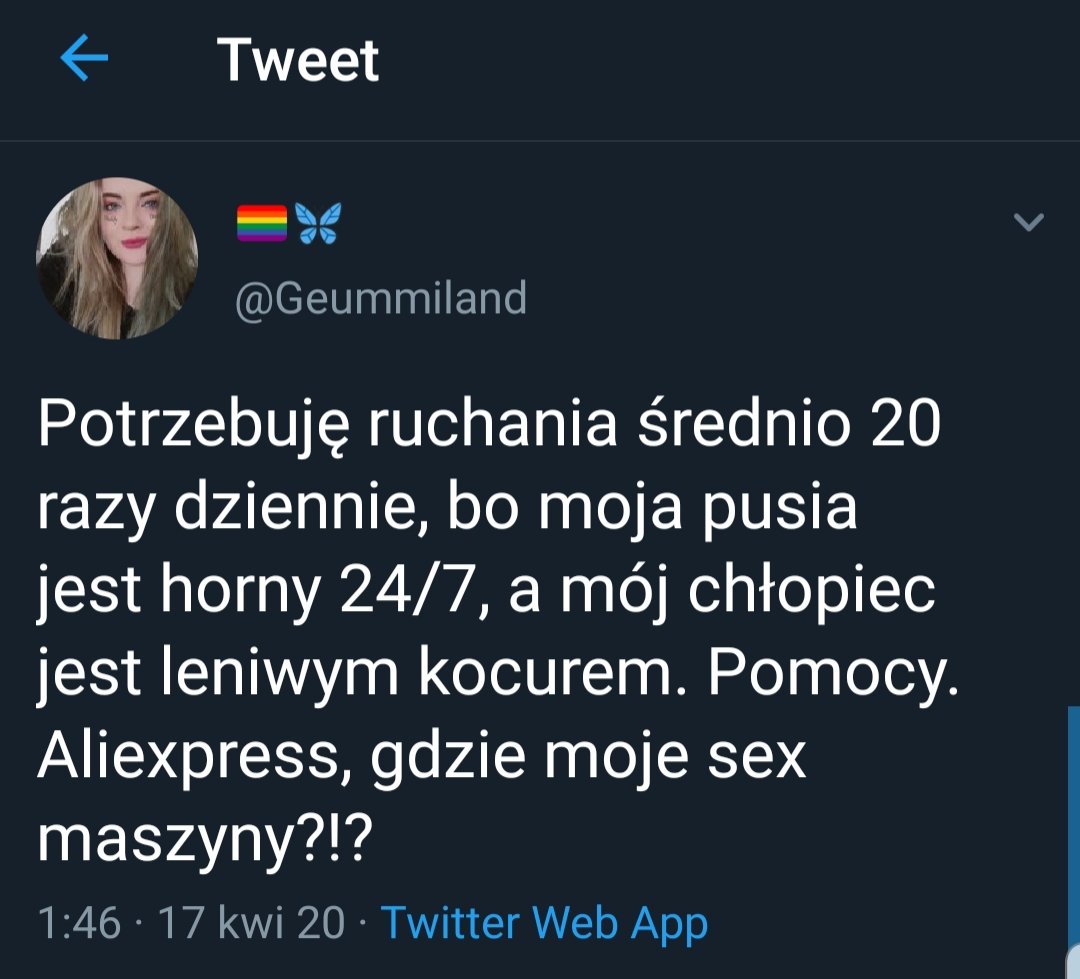 Tweet
🏳️‍🌈🦋
@Geummiland
Potrzebuję ruchania średnio 20
razy dziennie, bo moja pusia
jest horny 24/7, a mój chłopiec
jest leniwym kocurem. Pomocy.
Aliexpress, gdzie moje sex
maszyny?!?
1:46 · 17 kwi 20 · Twitter Web App